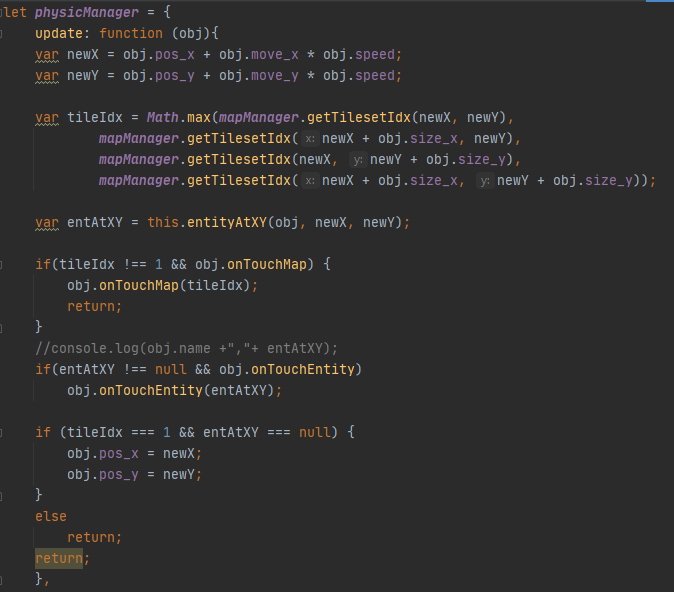 let physicManager = {
    update: function (obj){
    var newX = obj.pos_x + obj.move_x * obj.speed;
    var newY = obj.pos_y + obj.move_y * obj.speed;

    var tileIdx = Math.max(mapManager.getTilesetIdx(newX, newY),
            mapManager.getTilesetIdx( x: newX + obj.size_x, newY),
            mapManager.getTilesetIdx(newX, y: newY + obj.size_y),
            mapManager.getTilesetIdx( x: newX + obj.size_x, y: newY + obj.size_y));

    var entAtXY = this.entityAtXY(obj, newX, newY);

    if(tileIdx !== 1 && obj.onTouchMap) {
        obj.onTouchMap(tileIdx);
        return;
    }
    //console.log(obj.name +","+ entAtXY);
    if(entAtXY !== null && obj.onTouchEntity)
        obj.onTouchEntity(entAtXY);

    if (tileIdx === 1 && entAtXY === null) {
        obj.pos_x = newX;
        obj.pos_y = newY;
    }
    else
        return;
    return;
    },